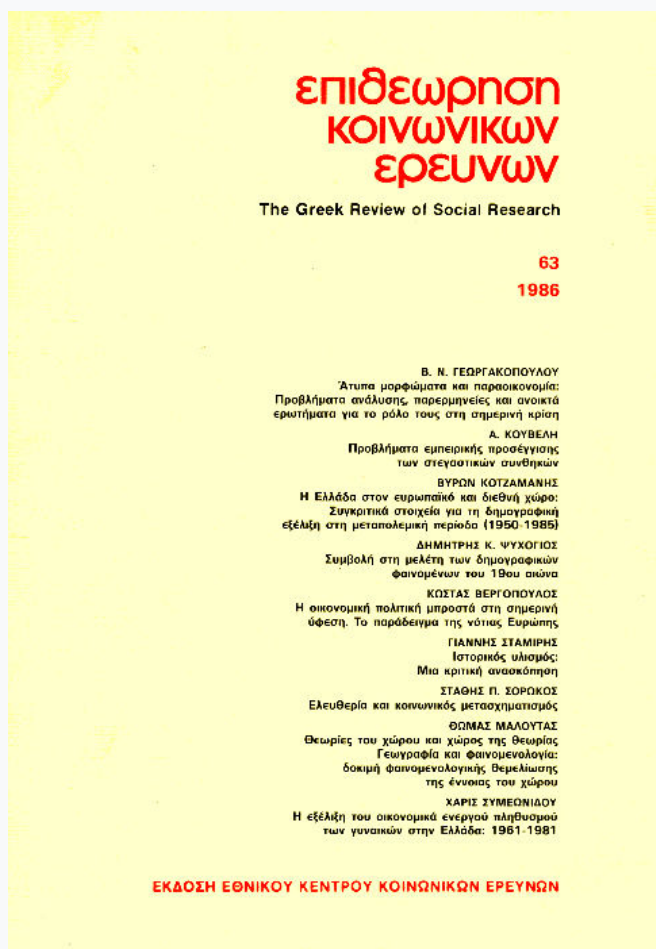 επιθεωρηση
κοινωνικων
ερευνων
The Greek Review of Social Research
63
1986
Β. Ν. ΓΕΩΡΓΑΚΟΠΟΥΛΟΥ
Άτυπα μορφώματα και παραοικονομία:
Προβλήματα ανάλυσης, παρερμηνείες και ανοικτά
ερωτήματα για το ρόλο τους στη σημερινή κρίση
Α. ΚΟΥΒΕΛΗ
Προβλήματα εμπειρικής προσέγγισης
των στεγαστικών συνθηκών
ΒΥΡΩΝ ΚΟΤΖΑΜΑΝΗΣ
Η Ελλάδα στον ευρωπαϊκό και διεθνή χώρο:
Συγκριτικά στοιχεία για τη δημογραφική
εξέλιξη στη μεταπολεμική περίοδο (1950-1985)
ΔΗΜΗΤΡΗΣ Κ. ΨΥΧΟΓΙΟΣ
Συμβολή στη μελέτη των δημογραφικών
φαινομένων του 19ου αιώνα
ΚΩΣΤΑΣ ΒΕΡΓΟΠΟΥΛΟΣ
Η οικονομική πολιτική μπροστά στη σημερινή
ύφεση. Το παράδειγμα της νότιας Ευρώπης
ΓΙΑΝΝΗΣ ΣΤΑΜΙΡΗΣ
Ιστορικός υλισμός:
Μια κριτική ανασκόπηση
ΣΤΑΘΗΣ Π. ΣΟΡΩΚΟΣ
Ελευθερία και κοινωνικός μετασχηματισμός
ΘΩΜΑΣ ΜΑΛΟΥΤΑΣ
Θεωρίες του χώρου και χώρος της θεωρίας
Γεωγραφία και φαινομενολογία:
δοκιμή φαινομενολογικής θεμελίωσης
της έννοιας του χώρου
ΧΑΡΙΣ ΣΥΜΕΩΝΙΔΟΥ
Η εξέλιξη του οικονομικά ενεργού πληθυσμού
των γυναικών στην Ελλάδα: 1961-1981
ΕΚΔΟΣΗ ΕΘΝΙΚΟΥ ΚΕΝΤΡΟΥ ΚΟΙΝΩΝΙΚΩΝ ΕΡΕΥΝΩΝ